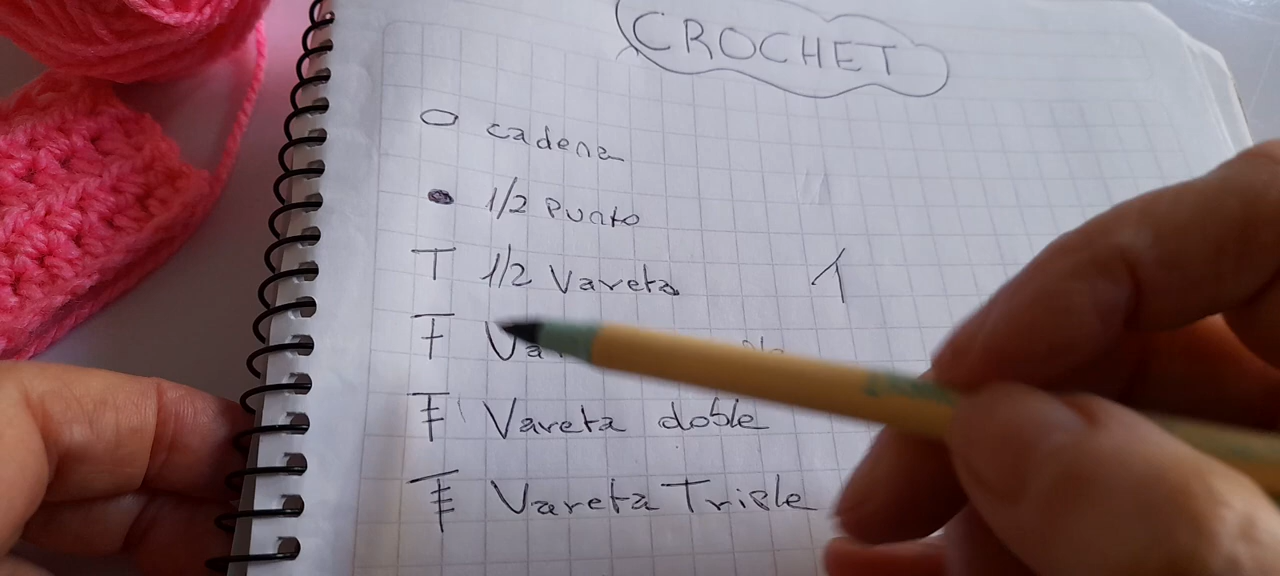 CROCHET
cadena
1/2 Punto
1/2 Vareta
Vareta doble
Vareta Triple